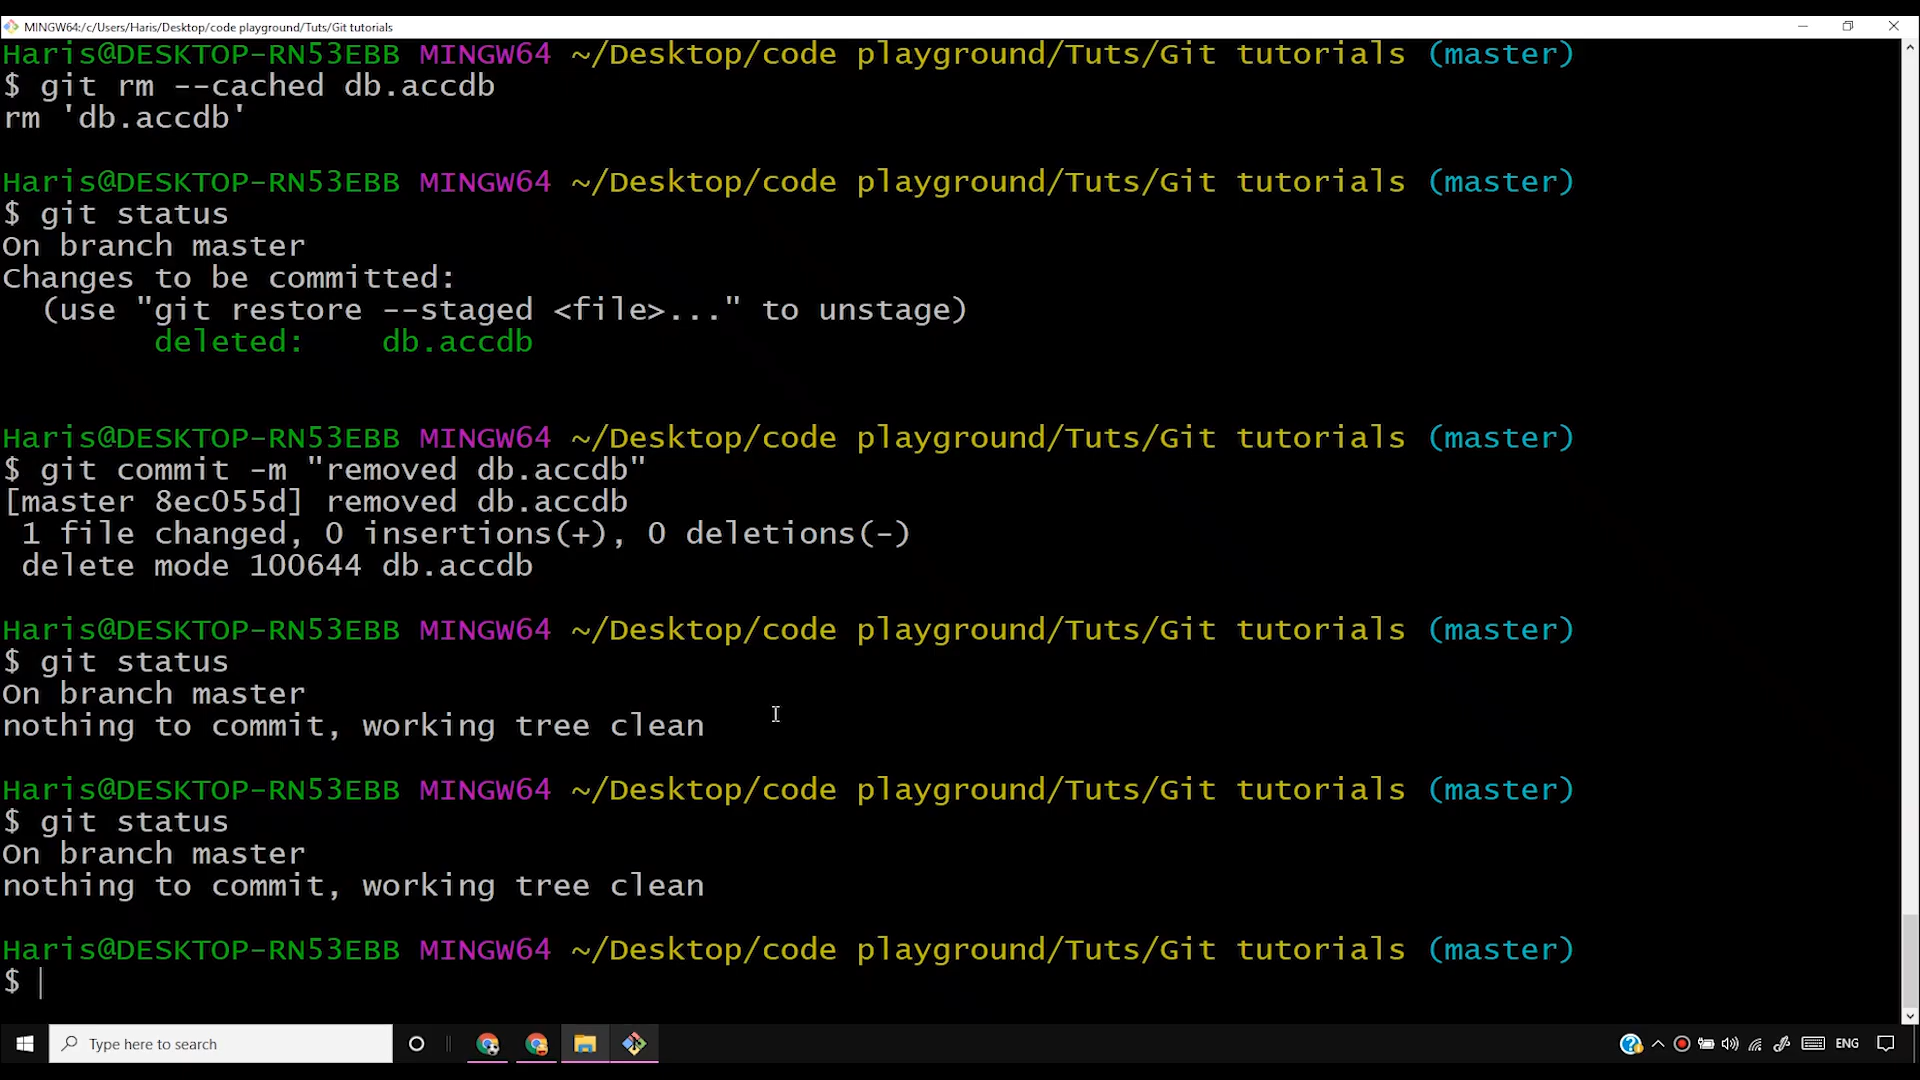 MINGW64:/c/Users/Haris/Desktop/code playground/Tuts/Git tutorials
Haris@DESKTOP-RN53EBB MINGW64 ~/Desktop/code playground/Tuts/Git tutorials (master)
$ git rm --cached db.accdb
rm 'db.accdb'
Haris@DESKTOP-RN53EBB MINGW64 ~/Desktop/code playground/Tuts/Git tutorials (master)
$ git status
On branch master
Changes to be committed:
  (use "git restore --staged <file>..." to unstage)
        deleted:    db.accdb
Haris@DESKTOP-RN53EBB MINGW64 ~/Desktop/code playground/Tuts/Git tutorials (master)
$ git commit -m "removed db.accdb"
[master 8ec055d] removed db.accdb
 1 file changed, 0 insertions(+), 0 deletions(-)
 delete mode 100644 db.accdb
Haris@DESKTOP-RN53EBB MINGW64 ~/Desktop/code playground/Tuts/Git tutorials (master)
$ git status
On branch master
nothing to commit, working tree clean
Haris@DESKTOP-RN53EBB MINGW64 ~/Desktop/code playground/Tuts/Git tutorials (master)
$ git status
On branch master
nothing to commit, working tree clean
Haris@DESKTOP-RN53EBB MINGW64 ~/Desktop/code playground/Tuts/Git tutorials (master)
$
Type here to search
ENG